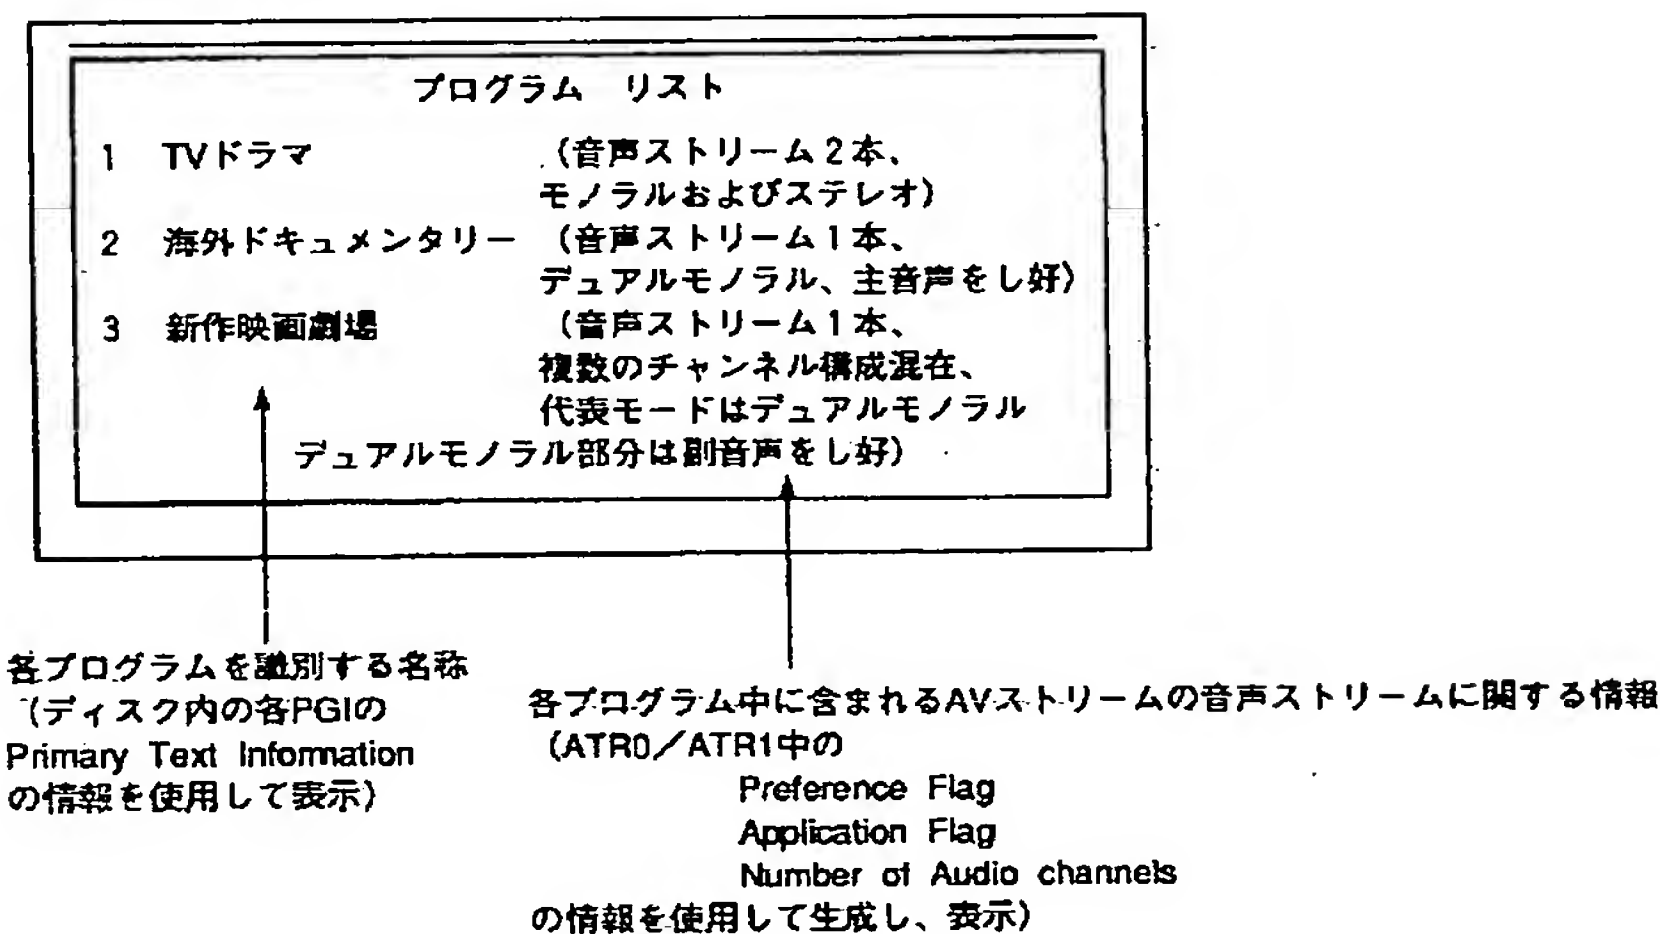 プログラム リスト
1 TVドラマ (音声ストリーム2本、
モノラルおよびステレオ)
2 海外ドキュメンタリー (音声ストリーム1本、
デュアルモノラル、主音声をし好)
3 新作映画劇場 (音声ストリーム1本、
複数のチャンネル構成混在、
代表モードはデュアルモノラル
デュアルモノラル部分は副音声をし好)
各プログラムを識別する名称
(ディスク内の各PGIの
Primary Text Information
の情報を使用して表示)
各プログラム中に含まれるAVストリームの音声ストリームに関する情報
(ATR0/ATR1中の
Preference Flag
Application Flag
Number of Audio channels
の情報を使用して生成し、表示)